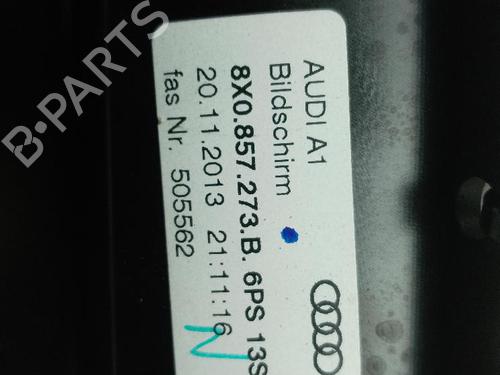 AUDI A1
Bildschirm
8X0.857.273.B. 6PS 13S
20.11.2013 21:11:16
fas Nr. 505562
N
B-PARTS